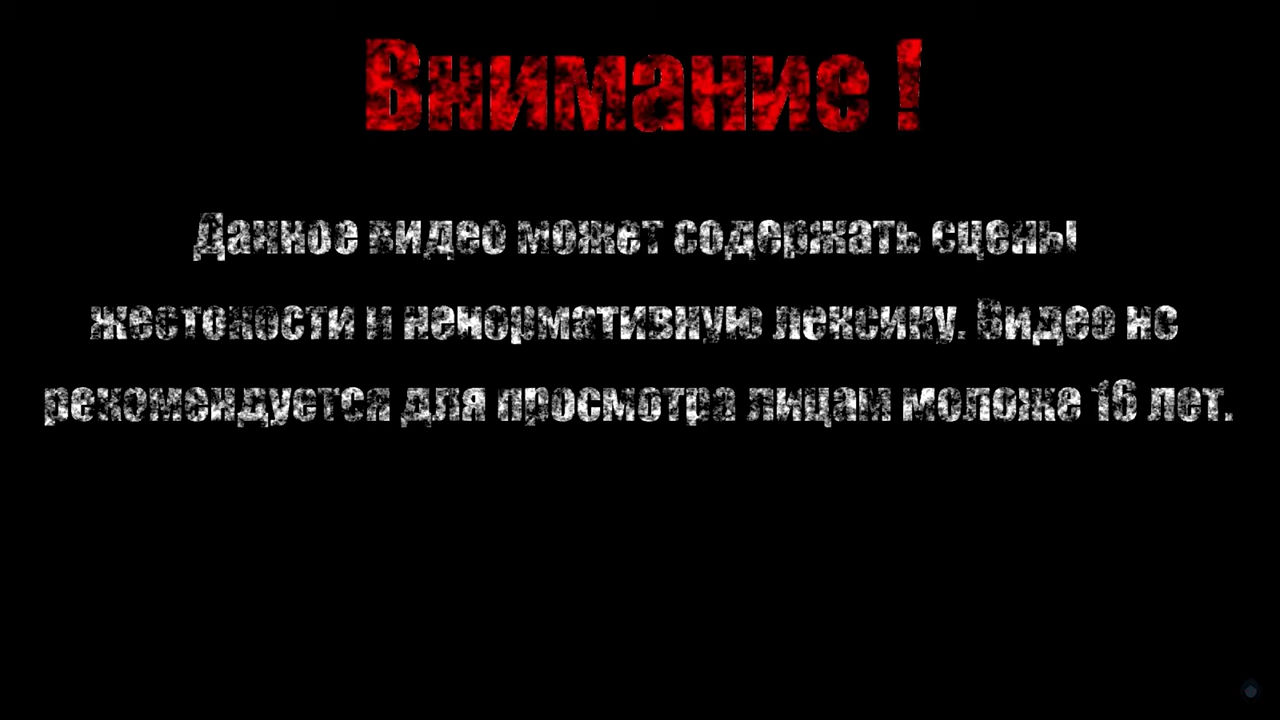 Внимание !
Данное видео может содержать сцены
жестокости и ненормативную лексику. Видео не
рекомендуется для просмотра лицам моложе 16 лет.